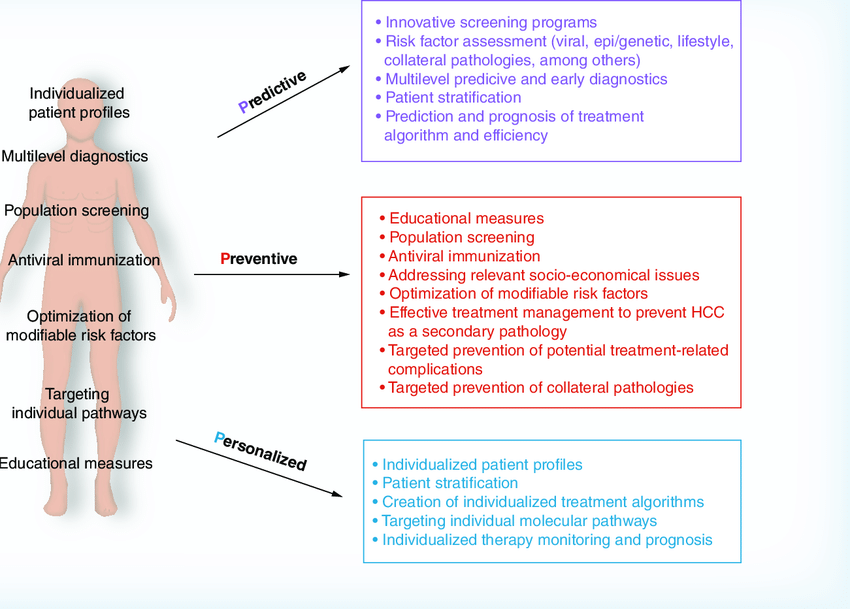 Individualized
patient profiles
Multilevel diagnostics
Population screening
Antiviral immunization
Optimization of
modifiable risk factors
Targeting
individual pathways
Educational measures
Predictive
• Innovative screening programs
• Risk factor assessment (viral, epi/genetic, lifestyle,
collateral pathologies, among others)
• Multilevel predicive and early diagnostics
• Patient stratification
• Prediction and prognosis of treatment
algorithm and efficiency
Preventive
• Educational measures
• Population screening
• Antiviral immunization
• Addressing relevant socio-economical issues
• Optimization of modifiable risk factors
• Effective treatment management to prevent HCC
as a secondary pathology
• Targeted prevention of potential treatment-related
complications
• Targeted prevention of collateral pathologies
Personalized
• Individualized patient profiles
• Patient stratification
• Creation of individualized treatment algorithms
• Targeting individual molecular pathways
• Individualized therapy monitoring and prognosis